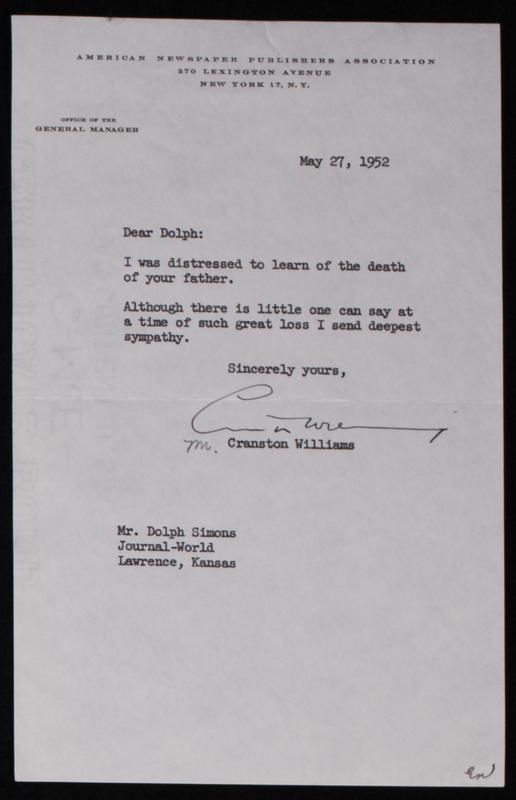 AMERICAN NEWSPAPER PUBLISHERS ASSOCIATION
370 LEXINGTON AVENUE
NEW YORK 17, N. Y.
OFFICE OF THE
GENERAL MANAGER
May 27, 1952
Dear Dolph:
I was distressed to learn of the death
of your father.
Although there is little one can say at
a time of such great loss I send deepest
sympathy.
Sincerely yours,
Cranston Williams
Mr. Dolph Simons
Journal-World
Lawrence, Kansas